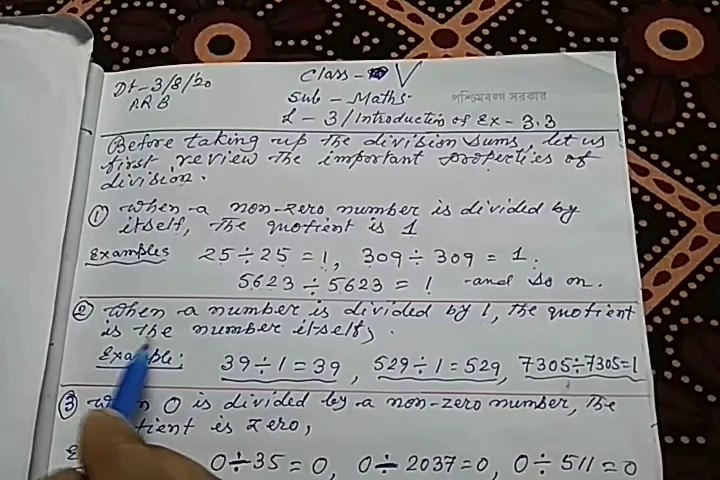 Dt-3/8/20
Class - V
P.R.B
Sub - Maths
পশ্চিমবঙ্গ সরকার
L - 3/Introduction of Ex - 3.3
Before taking up the division sums, let us
first review the important properties of
division.
① When a non-zero number is divided by
itself, the quotient is 1
Examples 25÷25 = 1, 309÷309 = 1.
5623÷5623 = 1 and so on.
② When a number is divided by 1, the quotient
is the number itself,.
Example: 39÷1=39, 529÷1=529, 7305÷7305=1
③ 0 is divided by a non-zero number, the
is zero,
0÷35=0, 0÷2037=0, 0÷511=0